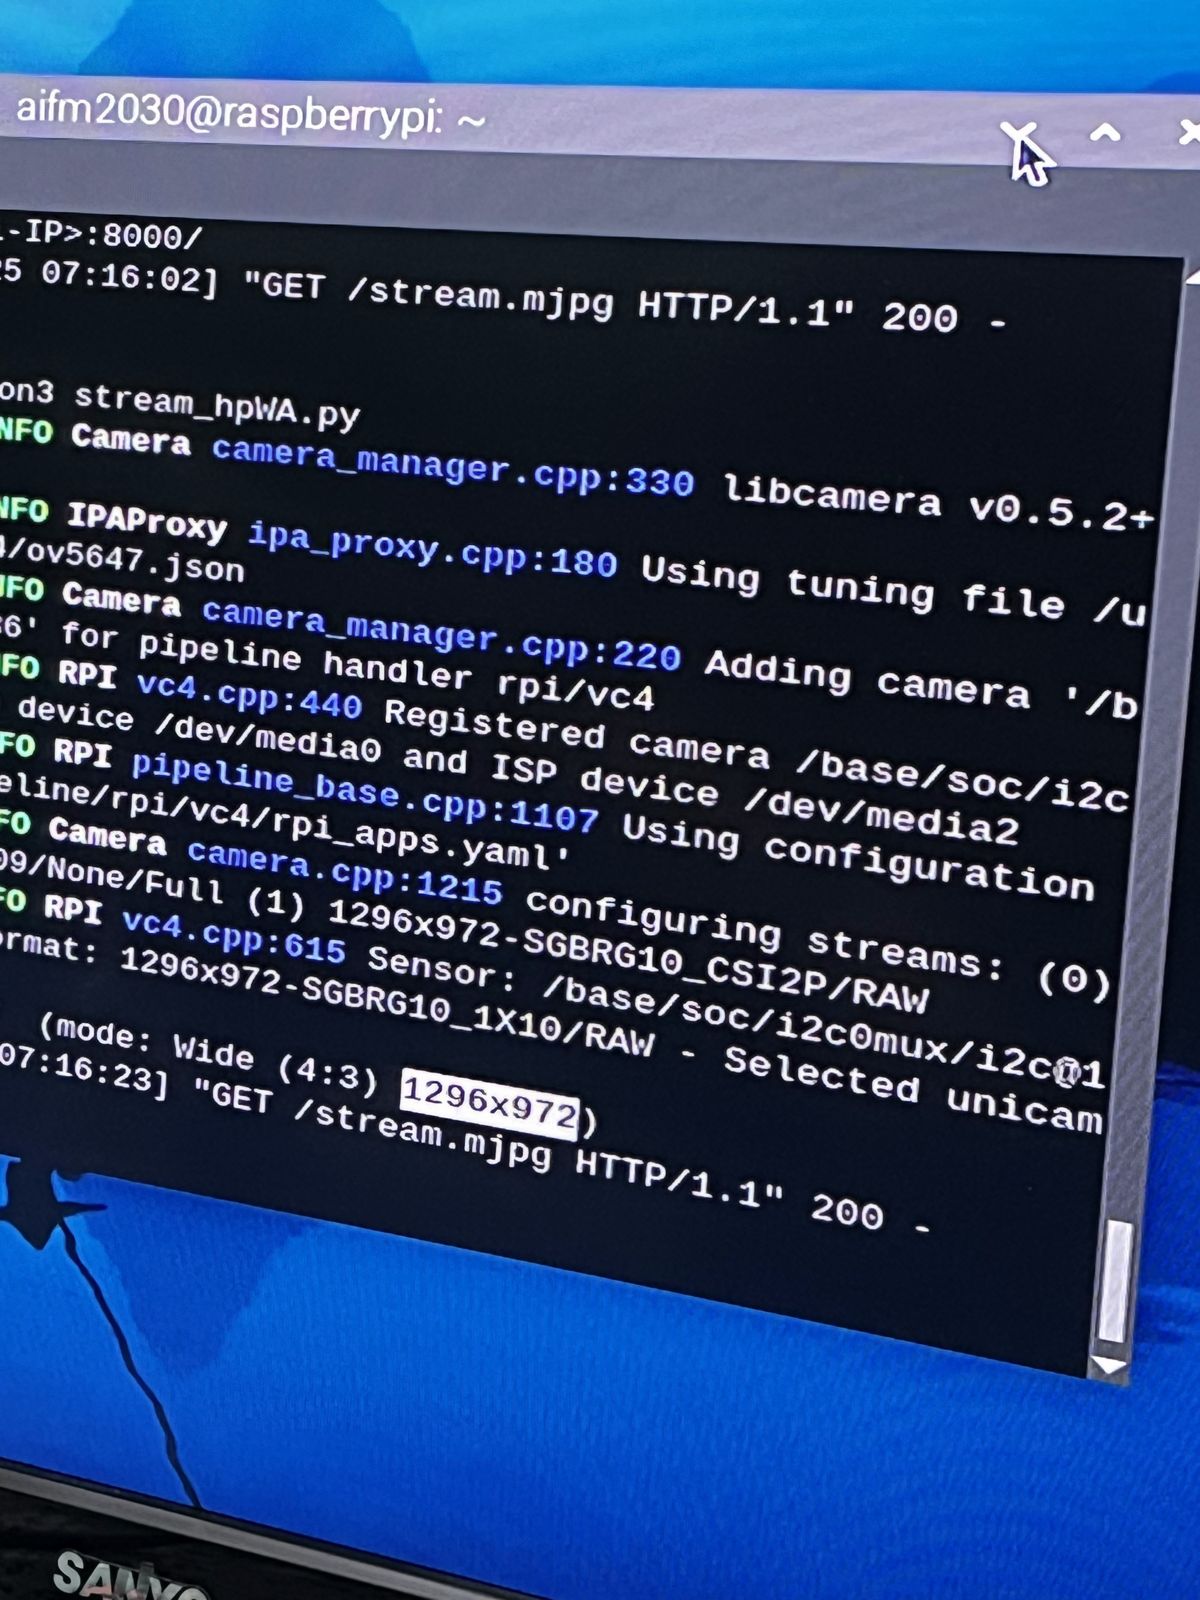 aifm2030@raspberrypi: ~
-IP>:8000/
5 07:16:02] "GET /stream.mjpg HTTP/1.1" 200 -
on3 stream_hpWA.py
NFO Camera camera_manager.cpp:330 libcamera v0.5.2+
NFO IPAProxy ipa_proxy.cpp:180 Using tuning file /u
4/ov5647.json
NFO Camera camera_manager.cpp:220 Adding camera '/b
36' for pipeline handler rpi/vc4
FO RPI vc4.cpp:440 Registered camera /base/soc/i2c
device /dev/media0 and ISP device /dev/media2
FO RPI pipeline_base.cpp:1107 Using configuration
eline/rpi/vc4/rpi_apps.yaml'
FO Camera camera.cpp:1215 configuring streams: (0)
09/None/Full (1) 1296x972-SGBRG10_CSI2P/RAW
FO RPI vc4.cpp:615 Sensor: /base/soc/i2c0mux/i2c@1
ormat: 1296x972-SGBRG10_1X10/RAW - Selected unicam
(mode: Wide (4:3) 1296x972)
07:16:23] "GET /stream.mjpg HTTP/1.1" 200 -
SANYO